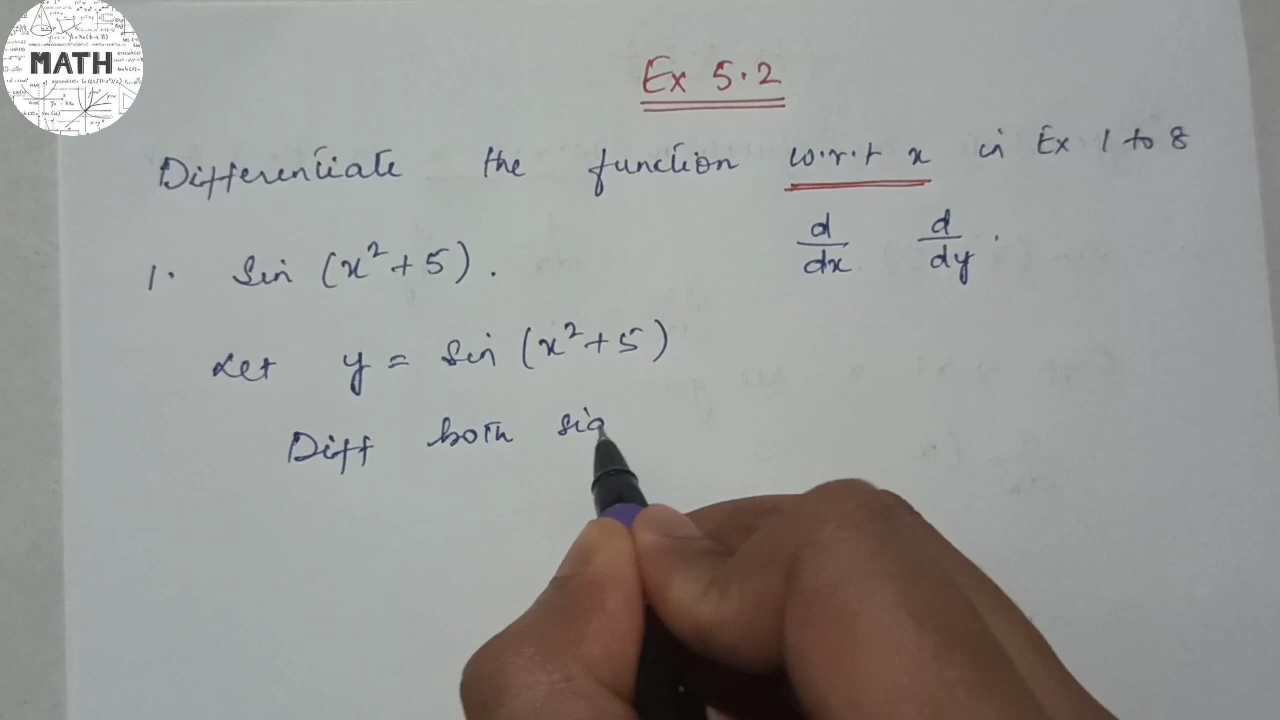 MATH
Ex 5.2
Differentiate the function w.r.t x in Ex 1 to 8
1. Sin (x² + 5).
d/dx d/dy.
Let y = Sin (x² + 5)
Diff both sid